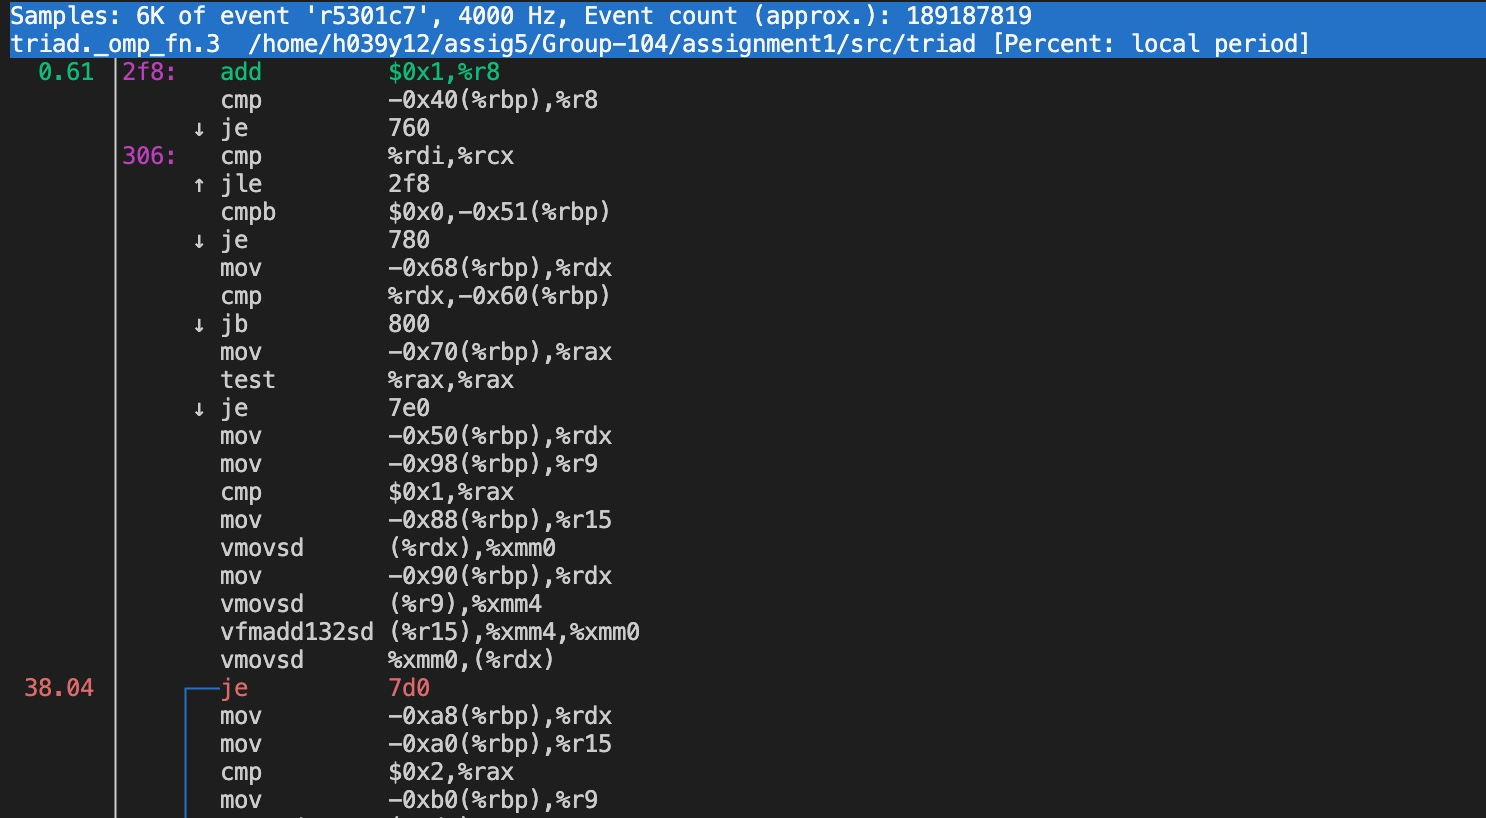 Samples: 6K of event 'r5301c7', 4000 Hz, Event count (approx.): 189187819
triad._omp_fn.3  /home/h039y12/assig5/Group-104/assignment1/src/triad [Percent: local period]
0.61 2f8: add $0x1,%r8
cmp -0x40(%rbp),%r8
↓ je 760
306: cmp %rdi,%rcx
↑ jle 2f8
cmpb $0x0,-0x51(%rbp)
↓ je 780
mov -0x68(%rbp),%rdx
cmp %rdx,-0x60(%rbp)
↓ jb 800
mov -0x70(%rbp),%rax
test %rax,%rax
↓ je 7e0
mov -0x50(%rbp),%rdx
mov -0x98(%rbp),%r9
cmp $0x1,%rax
mov -0x88(%rbp),%r15
vmovsd (%rdx),%xmm0
mov -0x90(%rbp),%rdx
vmovsd (%r9),%xmm4
vfmadd132sd (%r15),%xmm4,%xmm0
vmovsd %xmm0,(%rdx)
38.04 je 7d0
mov -0xa8(%rbp),%rdx
mov -0xa0(%rbp),%r15
cmp $0x2,%rax
mov -0xb0(%rbp),%r9